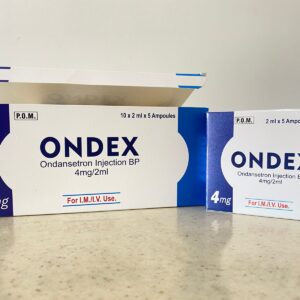 P.O.M.
10 x 2 ml x 5 Ampoules
ONDEX
Ondansetron Injection BP
4mg/2ml
For I.M./I.V. Use.
mg
P.O.M.
2 ml x 5 Ampoules
ONDEX
Ondansetron Injection B
4mg/2ml
4mg
For I.M./I.V. Use.